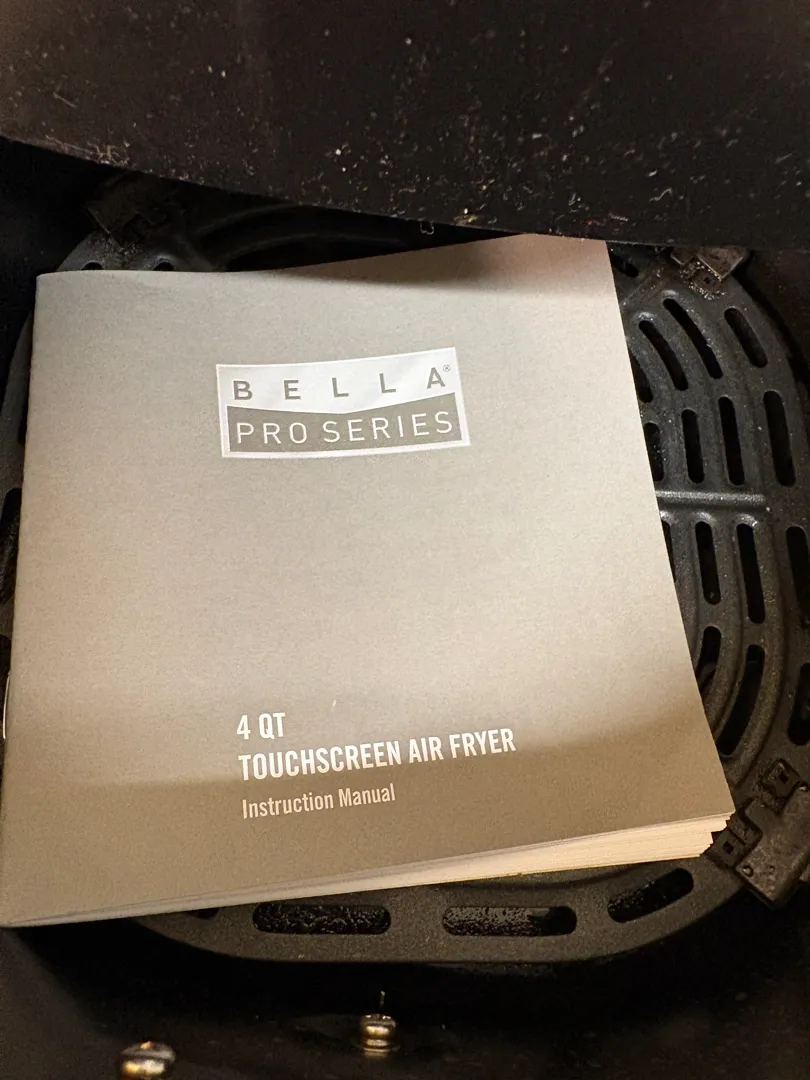 BELLA®
PRO SERIES
4 QT
TOUCHSCREEN AIR FRYER
Instruction Manual